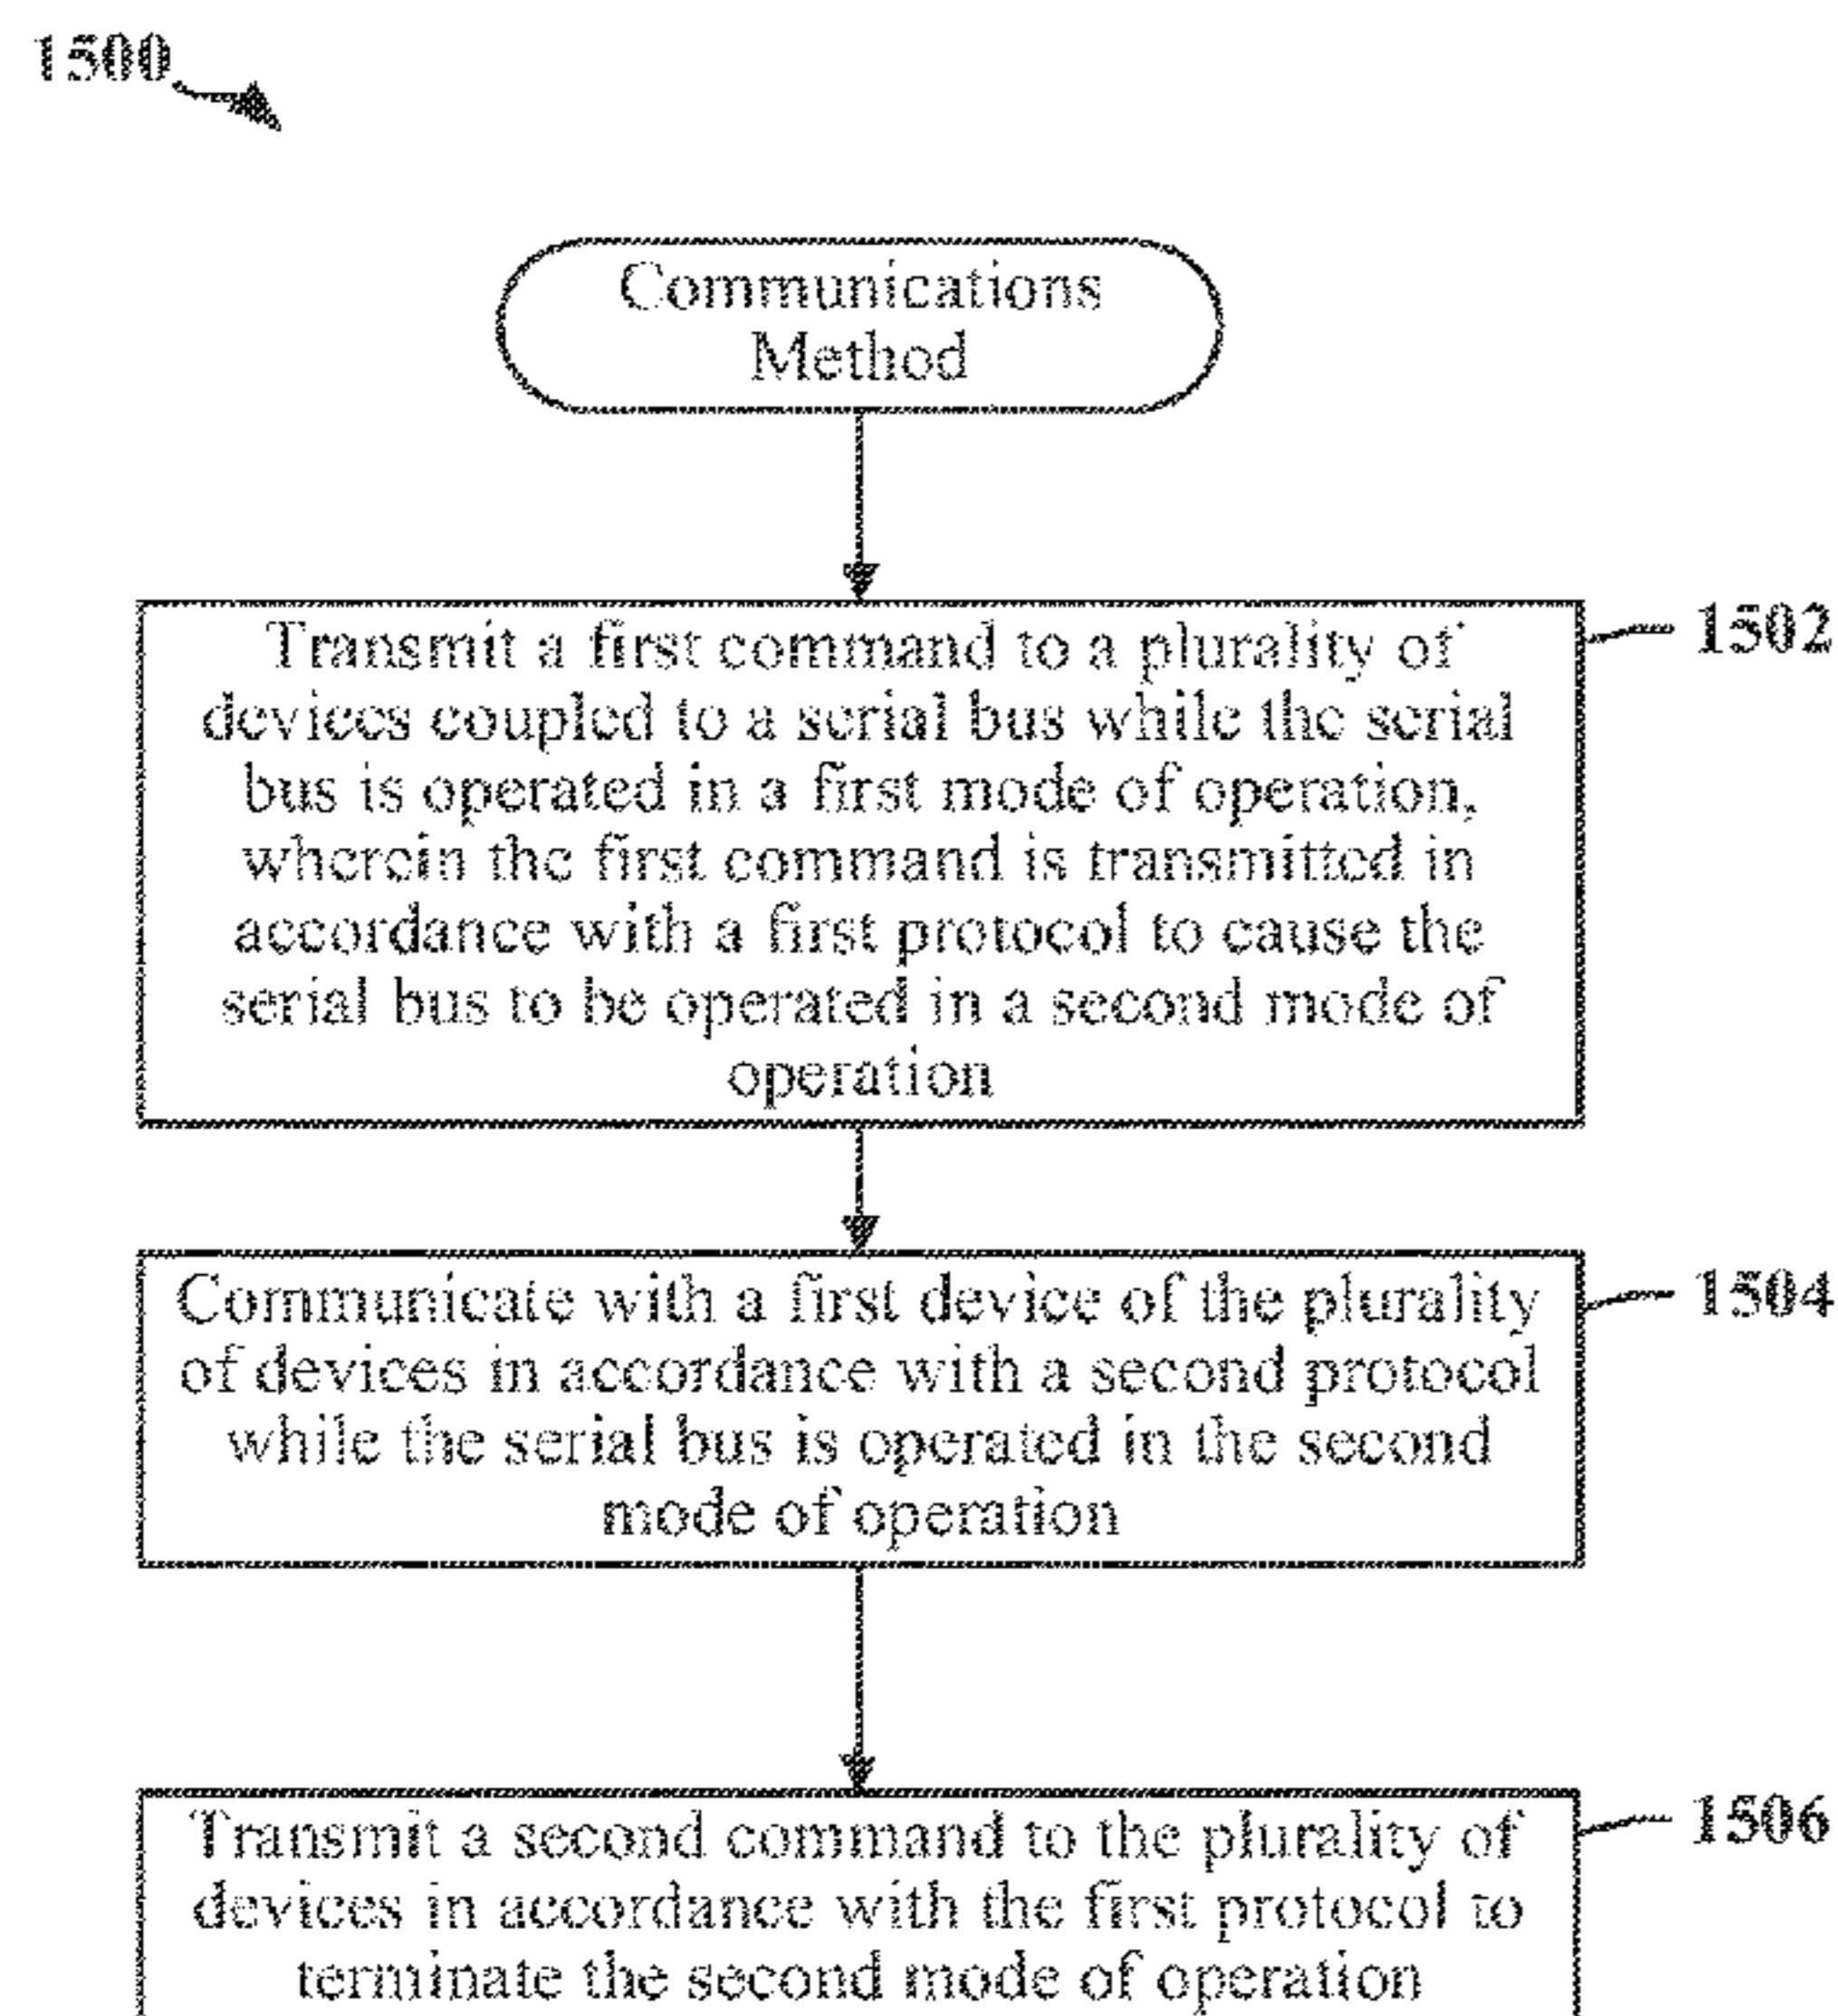 1500
Communications
Method
Transmit a first command to a plurality of
devices coupled to a serial bus while the serial
bus is operated in a first mode of operation,
wherein the first command is transmitted in
accordance with a first protocol to cause the
serial bus to be operated in a second mode of
operation
1502
Communicate with a first device of the plurality
of devices in accordance with a second protocol
while the serial bus is operated in the second
mode of operation
1504
Transmit a second command to the plurality of
devices in accordance with the first protocol to
terminate the second mode of operation
1506